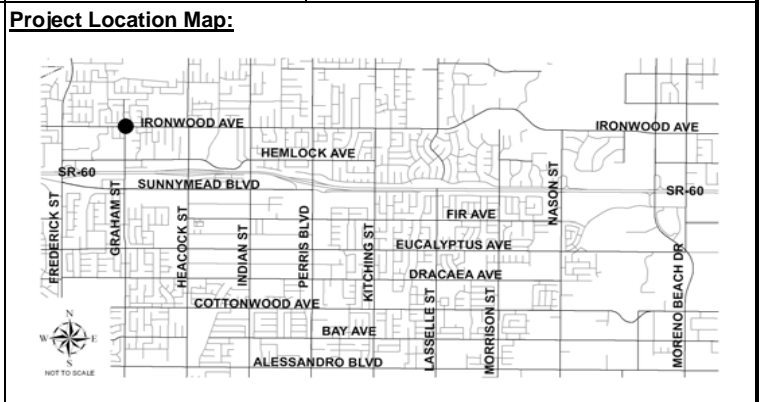 Project Location Map:
IRONWOOD AVE
IRONWOOD AVE
HEMLOCK AVE
SR-60
SUNNYMEAD BLVD
SR-60
FREDERICK ST
GRAHAM ST
HEACOCK ST
INDIAN ST
PERRIS BLVD
KITCHING ST
NASON ST
FIR AVE
EUCALYPTUS AVE
DRACAEA AVE
COTTONWOOD AVE
LASSELLE ST
MORRISON ST
MORENO BEACH DR
BAY AVE
ALESSANDRO BLVD
N
W E
S
NOT TO SCALE